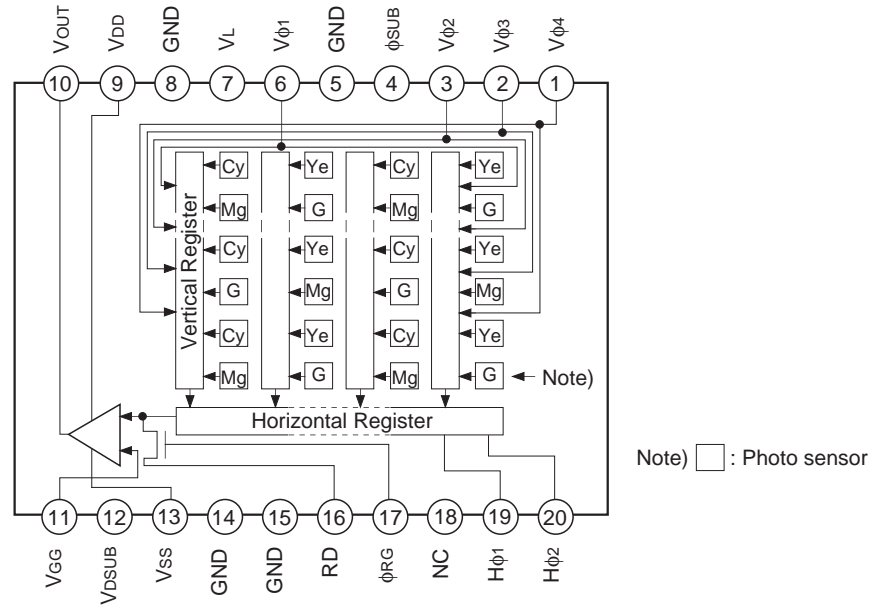 VOUT VDD GND VL Vϕ1 GND ϕSUB Vϕ2 Vϕ3 Vϕ4
10 9 8 7 6 5 4 3 2 1
Cy Ye Cy Ye
Mg G Mg G
Cy Ye Cy Ye
G Mg G Mg
Cy Ye Cy Ye
Mg G Mg G
Vertical Register
Note)
Horizontal Register
Note) : Photo sensor
11 12 13 14 15 16 17 18 19 20
VGG VDSUB VSS GND GND RD ϕRG NC Hϕ1 Hϕ2